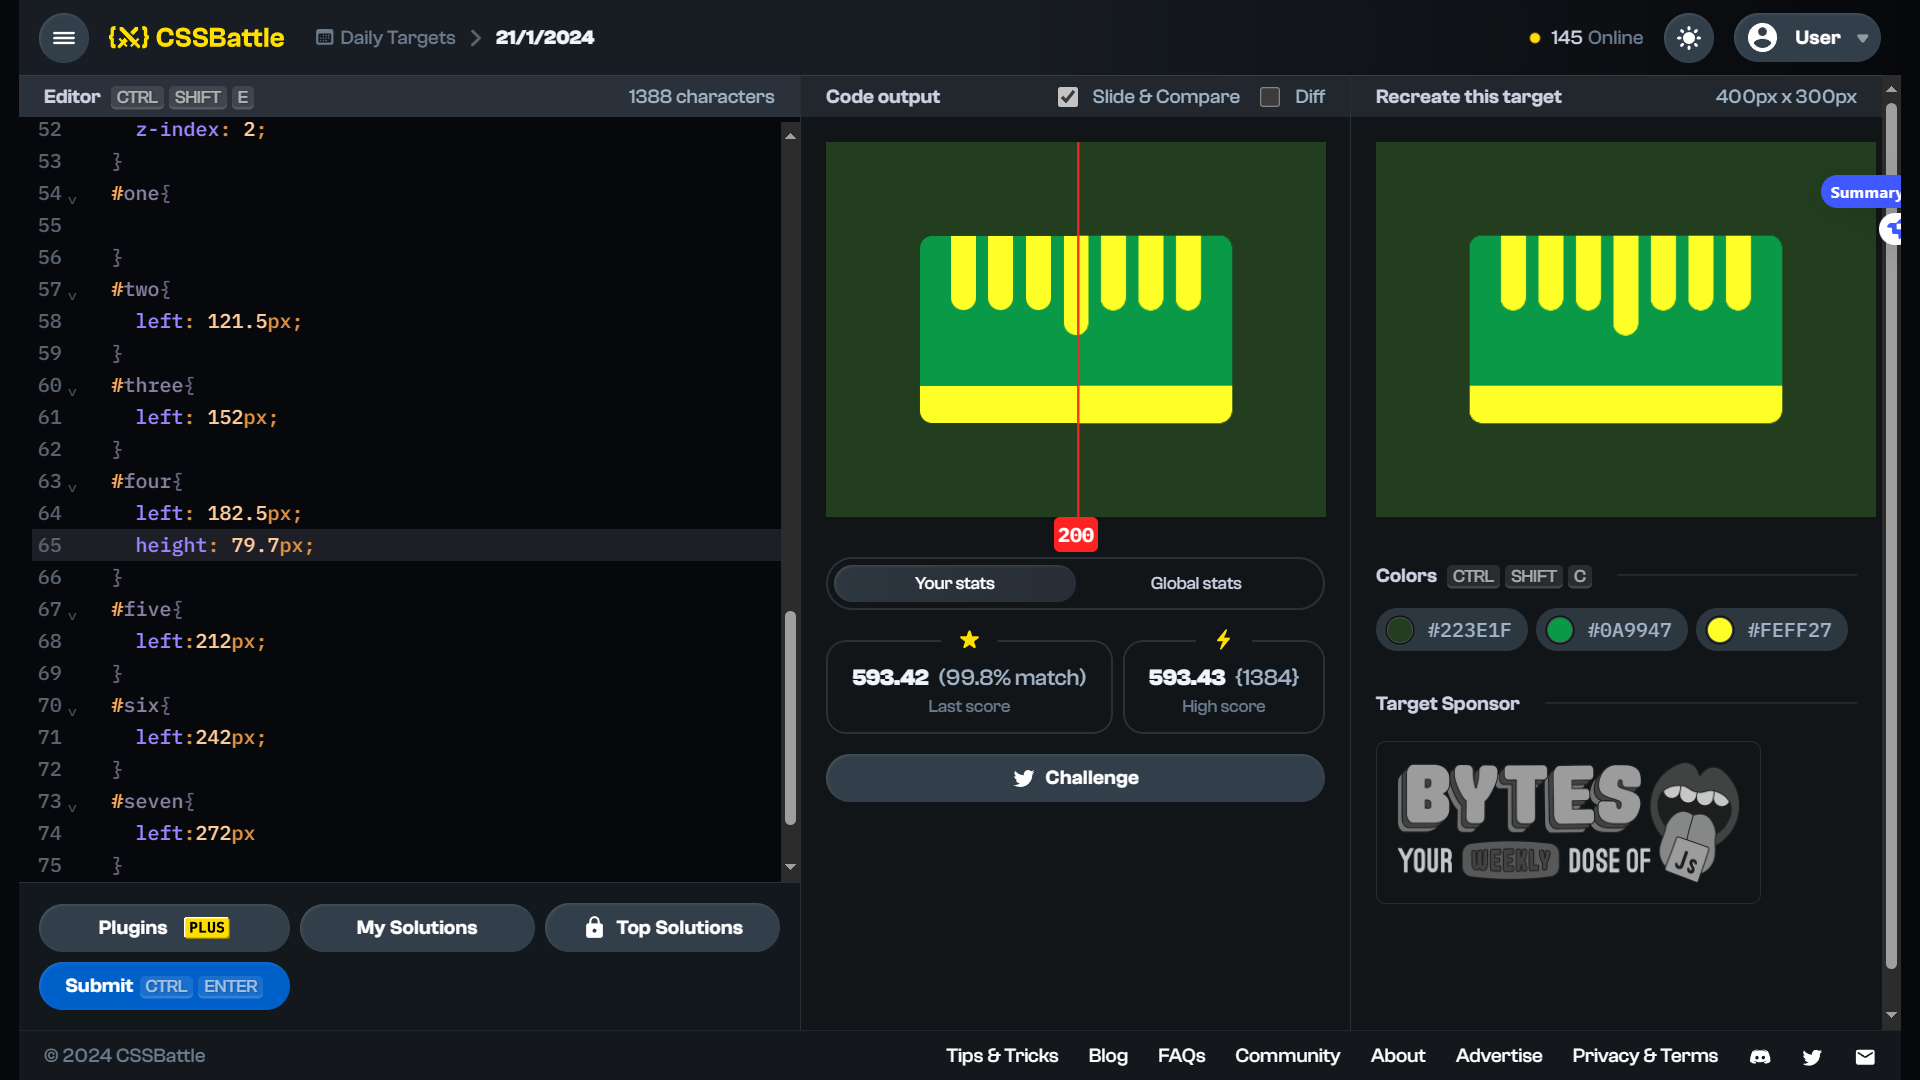 {X} CSSBattle
Daily Targets
21/1/2024
145 Online
User
Editor CTRL SHIFT E
1388 characters
Code output
Slide & Compare
Diff
Recreate this target
400px x 300px
52 z-index: 2;
53 }
54 #one{
55
56 }
57 #two{
58 left: 121.5px;
59 }
60 #three{
61 left: 152px;
62 }
63 #four{
64 left: 182.5px;
65 height: 79.7px;
66 }
67 #five{
68 left:212px;
69 }
70 #six{
71 left:242px;
72 }
73 #seven{
74 left:272px
75 }
200
Your stats
Global stats
593.42 (99.8% match)
Last score
593.43 {1384}
High score
Challenge
Summary
Colors CTRL SHIFT C
#223E1F
#0A9947
#FEFF27
Target Sponsor
BYTES
YOUR WEEKLY DOSE OF JS
Plugins PLUS
My Solutions
Top Solutions
Submit CTRL ENTER
© 2024 CSSBattle
Tips & Tricks
Blog
FAQs
Community
About
Advertise
Privacy & Terms